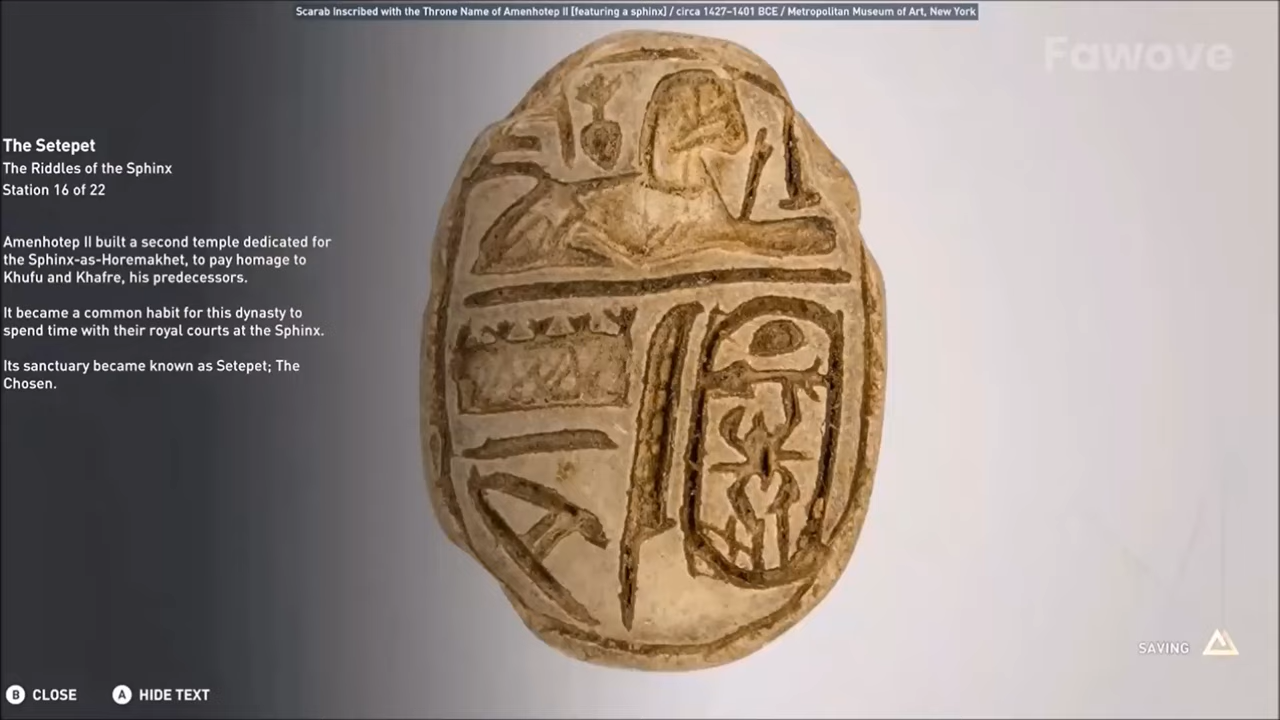 Scarab Inscribed with the Throne Name of Amenhotep II [featuring a sphinx] / circa 1427–1401 BCE / Metropolitan Museum of Art, New York
Fawove
The Setepet
The Riddles of the Sphinx
Station 16 of 22
Amenhotep II built a second temple dedicated for
the Sphinx-as-Horemakhet, to pay homage to
Khufu and Khafre, his predecessors.
It became a common habit for this dynasty to
spend time with their royal courts at the Sphinx.
Its sanctuary became known as Setepet; The
Chosen.
SAVING
B CLOSE A HIDE TEXT